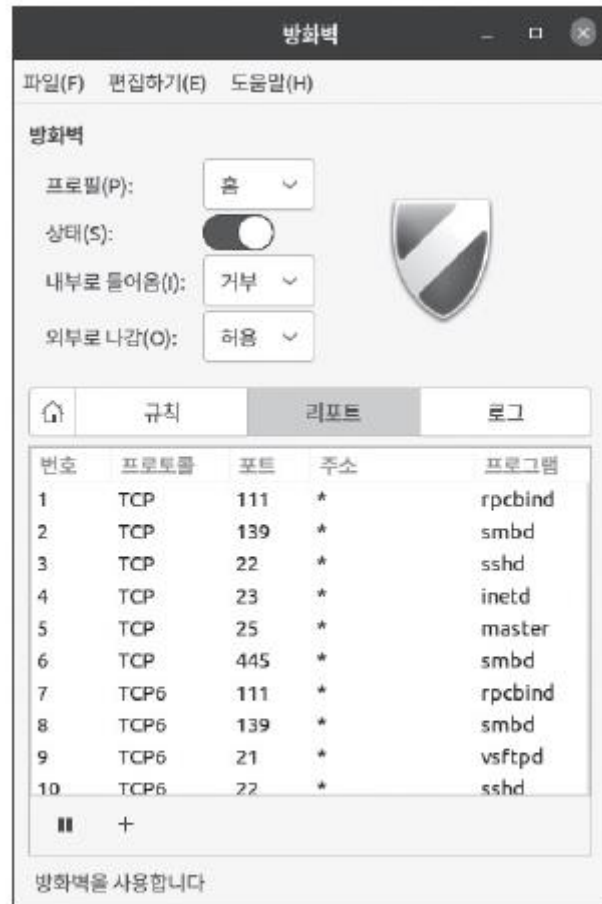 방화벽
파일(F) 편집하기(E) 도움말(H)
방화벽
프로필(P): 홈
상태(S):
내부로 들어옴(I): 거부
외부로 나감(O): 허용
규칙 리포트 로그
번호 프로토콜 포트 주소 프로그램
1 TCP 111 * rpcbind
2 TCP 139 * smbd
3 TCP 22 * sshd
4 TCP 23 * inetd
5 TCP 25 * master
6 TCP 445 * smbd
7 TCP6 111 * rpcbind
8 TCP6 139 * smbd
9 TCP6 21 * vsftpd
10 TCP6 22 * sshd
방화벽을 사용합니다